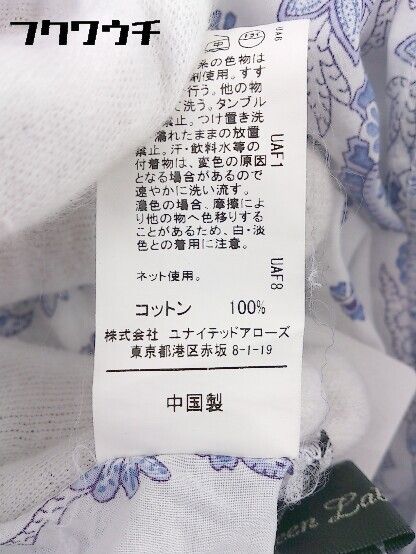 フクワウチ
UA6
系の色物は
剤使用。すす
行う。他の物
て洗う。タンブル
禁止。つけ置き洗
濡れたままの放置
禁止。汗・飲料水等の
付着物は、変色の原因
となる場合があるので
速やかに洗い流す。
濃色の場合。摩擦によ
り他の物へ色移りする
ことがあるため、白・淡
色との着用に注意。
UAF1
UAF8
ネット使用。
コットン 100%
株式会社 ユナイテッドアローズ
東京都港区赤坂 8-1-19
中国製